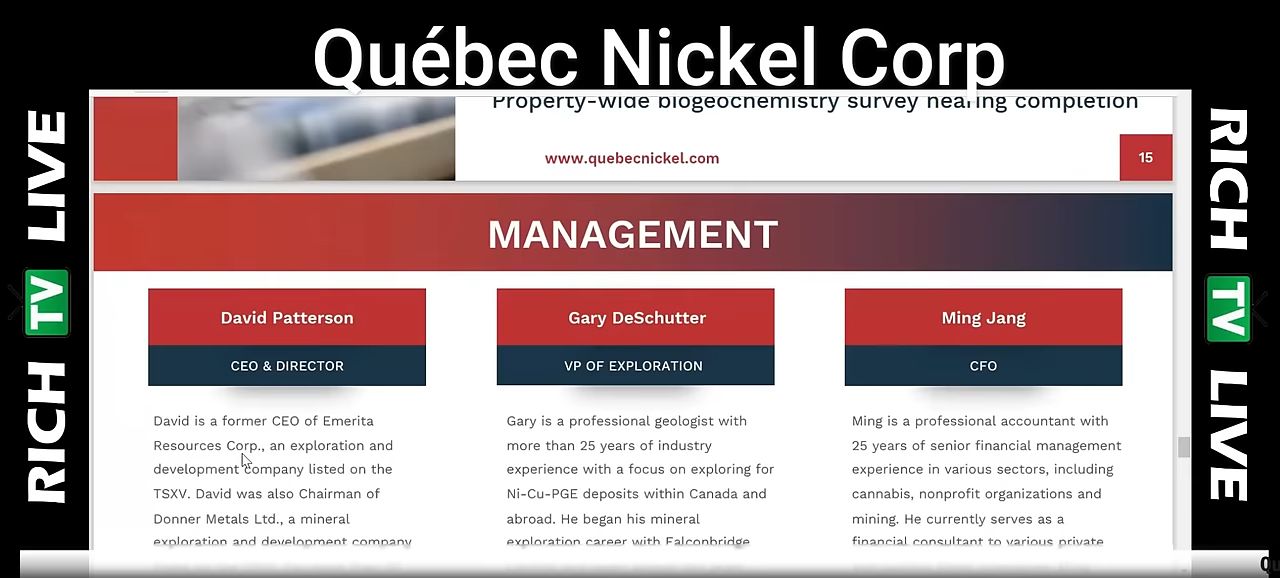 Québec Nickel Corp
Property-wide biogeochemistry survey nearing completion
www.quebecnickel.com
15
MANAGEMENT
David Patterson
CEO & DIRECTOR
David is a former CEO of Emerita
Resources Corp., an exploration and
development company listed on the
TSXV. David was also Chairman of
Donner Metals Ltd., a mineral
exploration and development company
Gary DeSchutter
VP OF EXPLORATION
Gary is a professional geologist with
more than 25 years of industry
experience with a focus on exploring for
Ni-Cu-PGE deposits within Canada and
abroad. He began his mineral
exploration career with Falconbridge
Ming Jang
CFO
Ming is a professional accountant with
25 years of senior financial management
experience in various sectors, including
cannabis, nonprofit organizations and
mining. He currently serves as a
financial consultant to various private
RICH TV LIVE
RICH TV LIVE